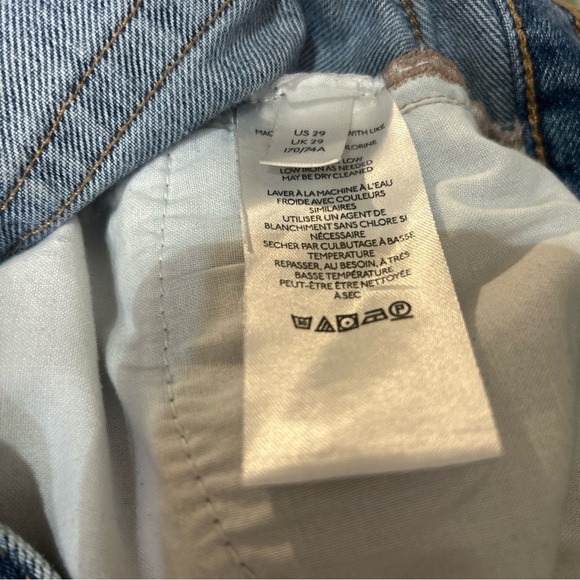 US 29
UK 29
170/74A
WITH LIKE
LOW
LOW IRON AS NEEDED
MAY BE DRY CLEANED
LAVER À LA MACHINE À L'EAU
FROIDE AVEC COULEURS
SIMILAIRES
UTILISER UN AGENT DE
BLANCHIMENT SANS CHLORE SI
NÉCESSAIRE
SECHER PAR CULBUTAGE À BASSE
TEMPERATURE
REPASSER, AU BESOIN, À TRÈS
BASSE TEMPÉRATURE
PEUT-ÊTRE ÊTRE NETTOYÉE
À SEC